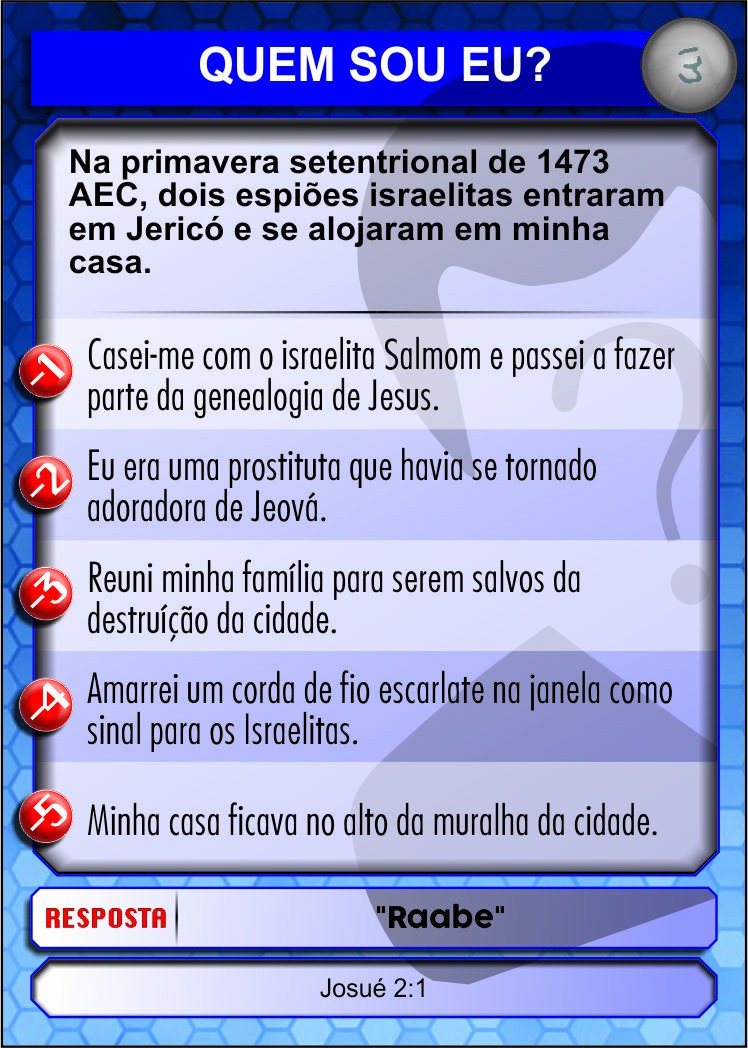 QUEM SOU EU?
3
Na primavera setentrional de 1473
AEC, dois espiões israelitas entraram
em Jericó e se alojaram em minha
casa.
1
Casei-me com o israelita Salmom e passei a fazer
parte da genealogia de Jesus.
2
Eu era uma prostituta que havia se tornado
adoradora de Jeová.
3
Reuni minha família para serem salvos da
destruíção da cidade.
4
Amarrei um corda de fio escarlate na janela como
sinal para os Israelitas.
5
Minha casa ficava no alto da muralha da cidade.
RESPOSTA
"Raabe"
Josué 2:1